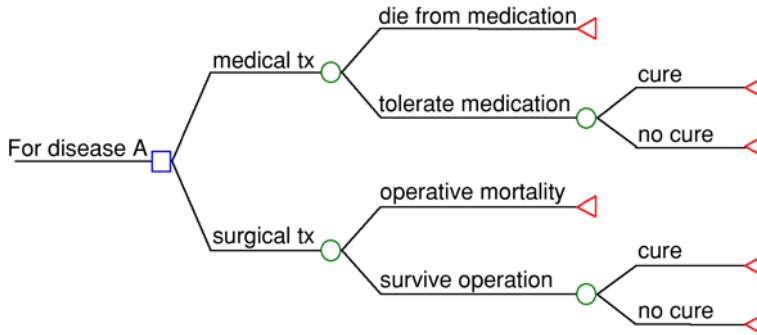 die from medication
medical tx
cure
tolerate medication
no cure
For disease A
operative mortality
surgical tx
cure
survive operation
no cure